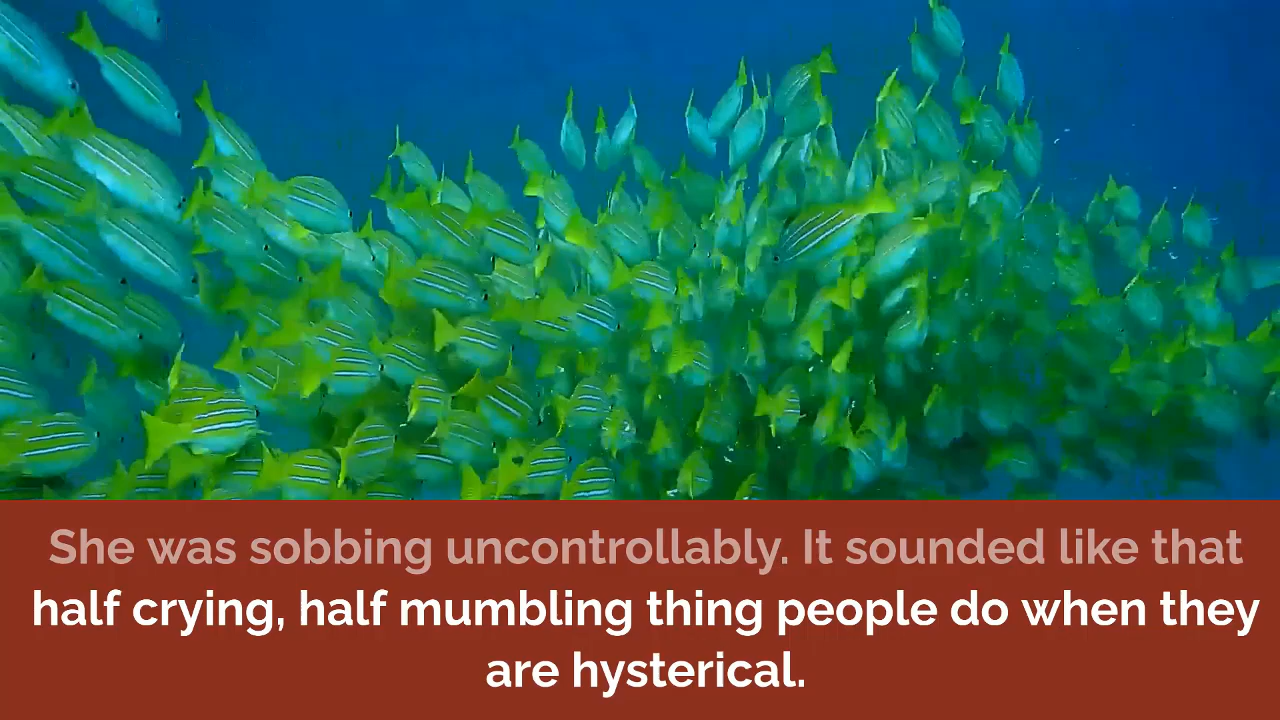 She was sobbing uncontrollably. It sounded like that
half crying, half mumbling thing people do when they
are hysterical.